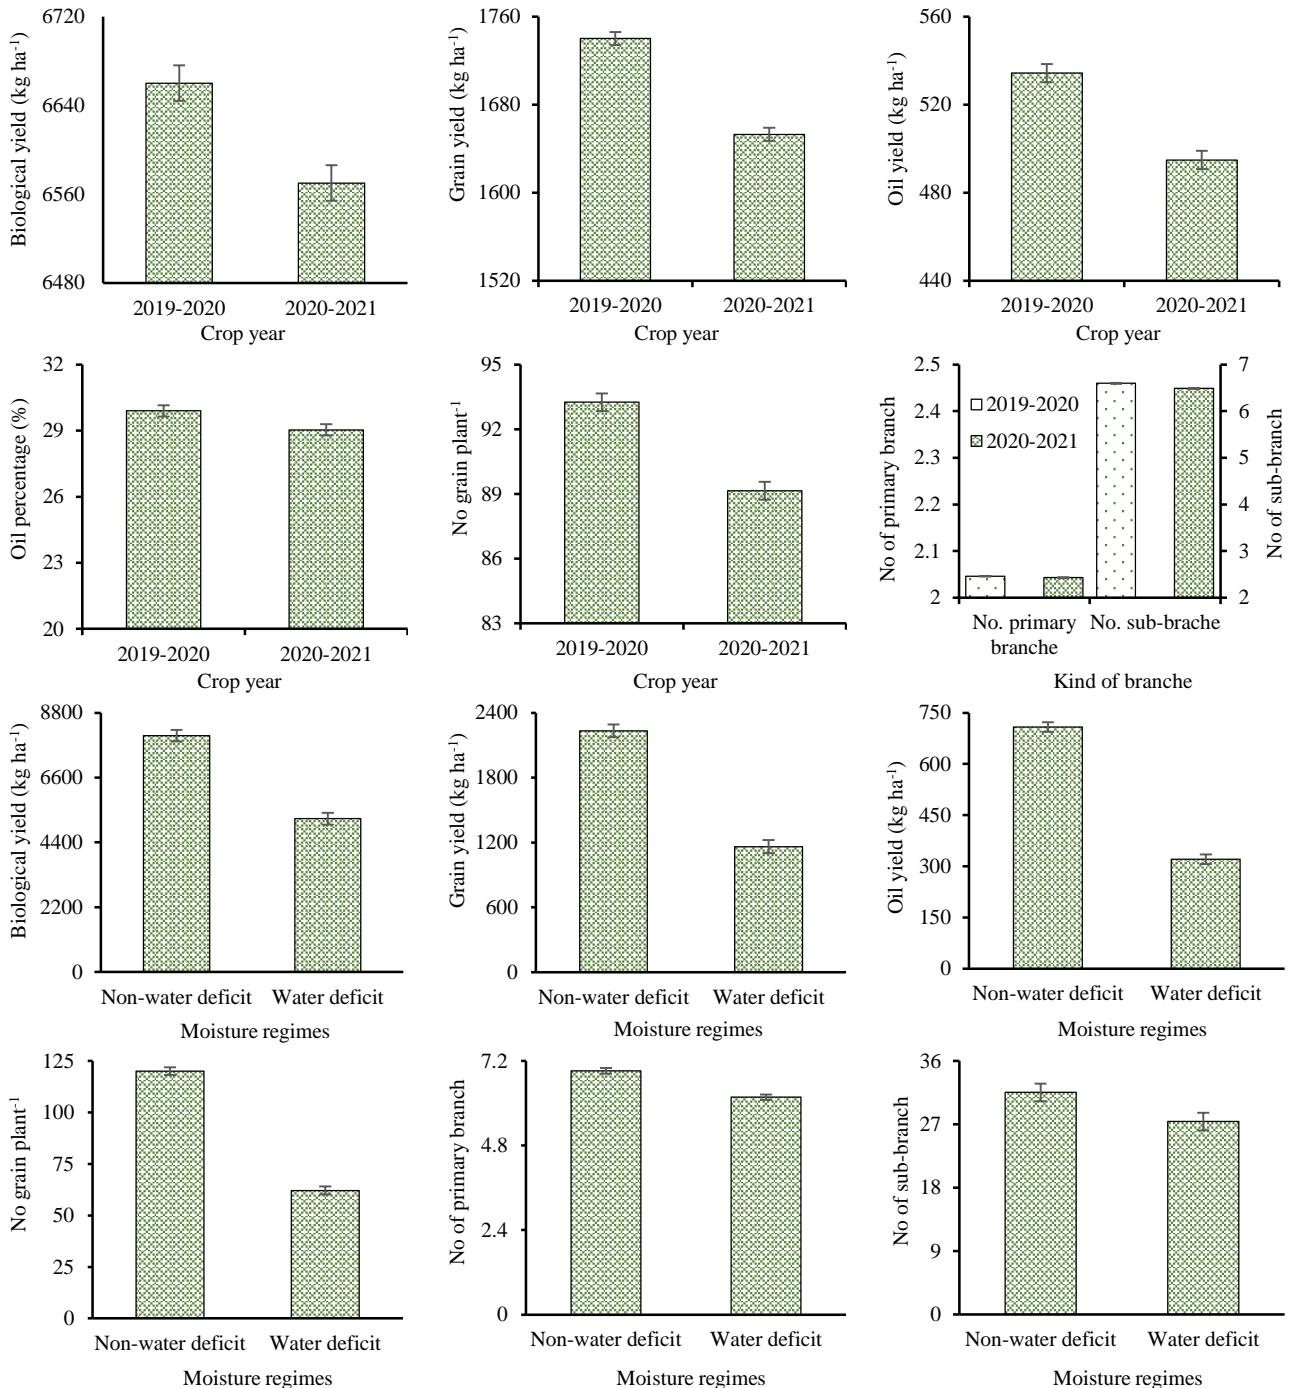 Biological yield (kg ha-1)
6720
6640
6560
6480
2019-2020 2020-2021
Crop year
Grain yield (kg ha-1)
1760
1680
1600
1520
2019-2020 2020-2021
Crop year
Oil yield (kg ha-1)
560
520
480
440
2019-2020 2020-2021
Crop year
Oil percentage (%)
32
29
26
23
20
2019-2020 2020-2021
Crop year
No grain plant-1
95
92
89
86
83
2019-2020 2020-2021
Crop year
No of primary branch
2.5
2.4
2.3
2.2
2.1
2
2019-2020
2020-2021
7
6
5
4
3
2
No of sub-branch
No. primary No. sub-brache
branche
Kind of branche
Biological yield (kg ha-1)
8800
6600
4400
2200
0
Non-water deficit Water deficit
Moisture regimes
Grain yield (kg ha-1)
2400
1800
1200
600
0
Non-water deficit Water deficit
Moisture regimes
Oil yield (kg ha-1)
750
600
450
300
150
0
Non-water deficit Water deficit
Moisture regimes
No grain plant-1
125
100
75
50
25
0
Non-water deficit Water deficit
Moisture regimes
No of primary branch
7.2
4.8
2.4
0
Non-water deficit Water deficit
Moisture regimes
No of sub-branch
36
27
18
9
0
Non-water deficit Water deficit
Moisture regimes